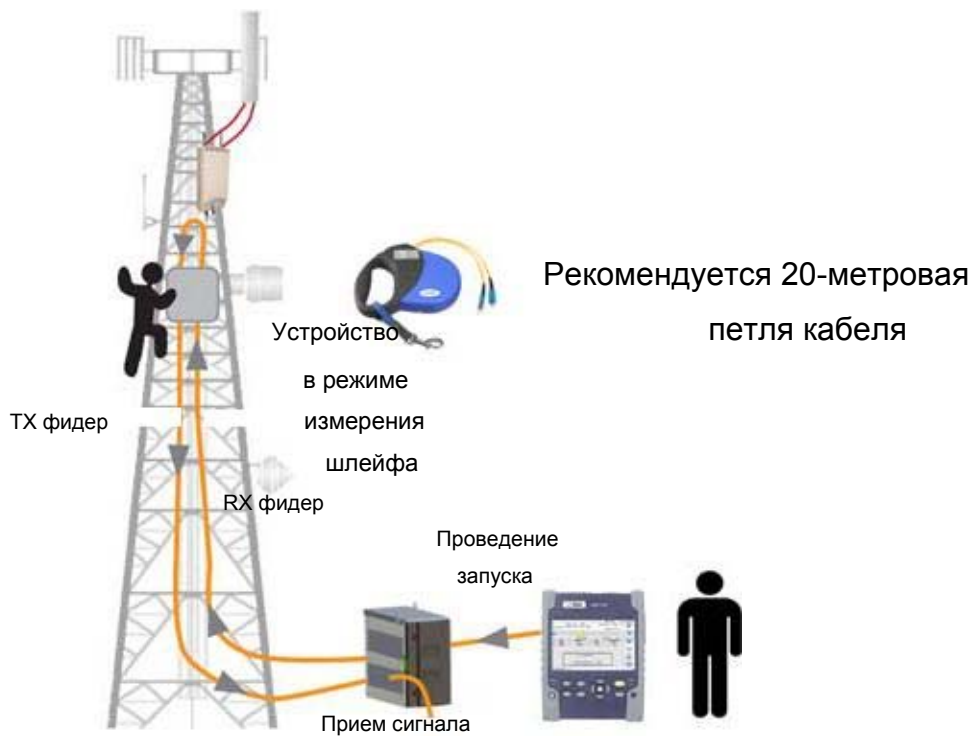 Рекомендуется 20-метровая
петля кабеля
Устройство
в режиме
измерения
шлейфа
TX фидер
RX фидер
Проведение
запуска
Прием сигнала